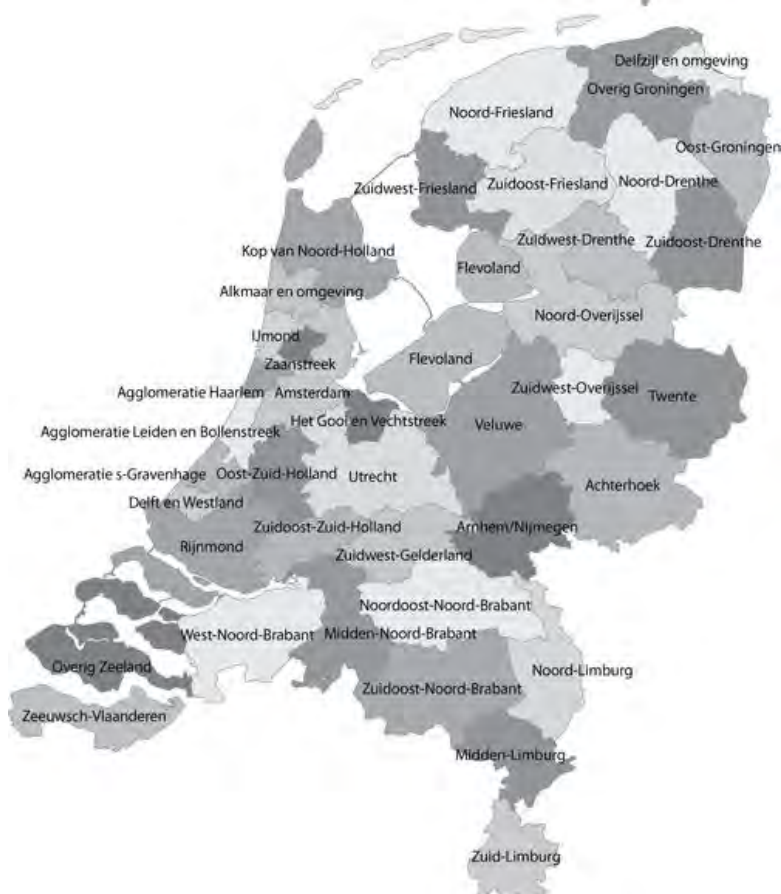 Delfzijl en omgeving
Overig Groningen
Noord-Friesland
Oost-Groningen
Zuidwest-Friesland
Zuidoost-Friesland
Noord-Drenthe
Zuidwest-Drenthe
Zuidoost-Drenthe
Kop van Noord-Holland
Flevoland
Alkmaar en omgeving
Noord-Overijssel
IJmond
Flevoland
Zaanstreek
Zuidwest-Overijssel
Agglomeratie Haarlem
Amsterdam
Twente
Het Gooi en Vechtstreek
Veluwe
Agglomeratie Leiden en Bollenstreek
Agglomeratie s-Gravenhage
Oost-Zuid-Holland
Utrecht
Achterhoek
Delft en Westland
Zuidoost-Zuid-Holland
Arnhem/Nijmegen
Rijnmond
Zuidwest-Gelderland
Noordoost-Noord-Brabant
West-Noord-Brabant
Midden-Noord-Brabant
Overig Zeeland
Noord-Limburg
Zuidoost-Noord-Brabant
Zeeuwsch-Vlaanderen
Midden-Limburg
Zuid-Limburg